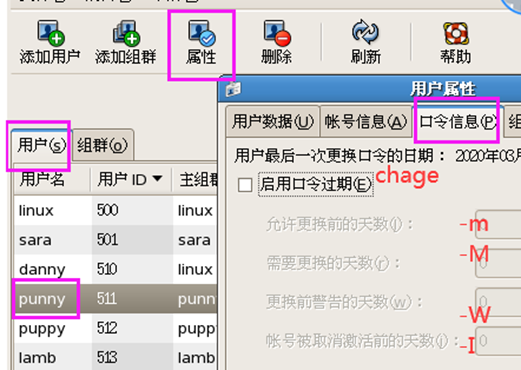 添加用户 添加组群 属性 删除 刷新 帮助
用户属性
用户数据(U) 帐号信息(A) 口令信息(P)
用户(s) 组群(o)
用户最后一次更换口令的日期： 2020年03月
启用口令过期(E) chage
用户名 用户 ID 主组群
linux 500 linux
sara 501 sara
danny 510 linux
punny 511 punn
puppy 512 pupp
lamb 513 lamb
允许更换前的天数(l)： -m 0
需要更换的天数(r)： -M 0
更换前警告的天数(w)： -W 0
帐号被取消激活前的天数(i)： -I 0